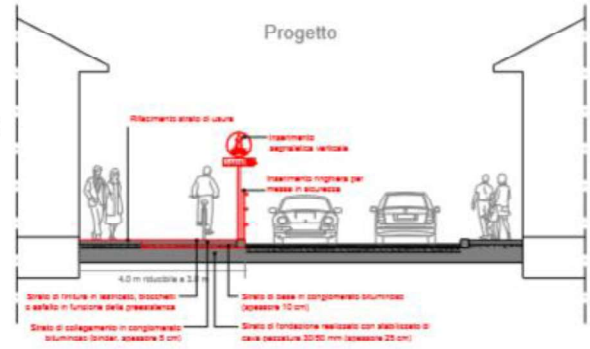 Progetto
Rifacimento strato di usura
Inserimento
segnaletica verticale
Inserimento ringhiera per
messa in sicurezza
4.0 m riducibile a 3.0 m
Strato di finitura in lastricato, blocchetti
o asfalto in funzione della preesistenza
Strato di base in conglomerato bituminoso
(spessore 10 cm)
Strato di collegamento in conglomerato
bituminoso (binder, spessore 5 cm)
Strato di fondazione realizzato con stabilizzato di
cava pezzatura 30/50 mm (spessore 25 cm)